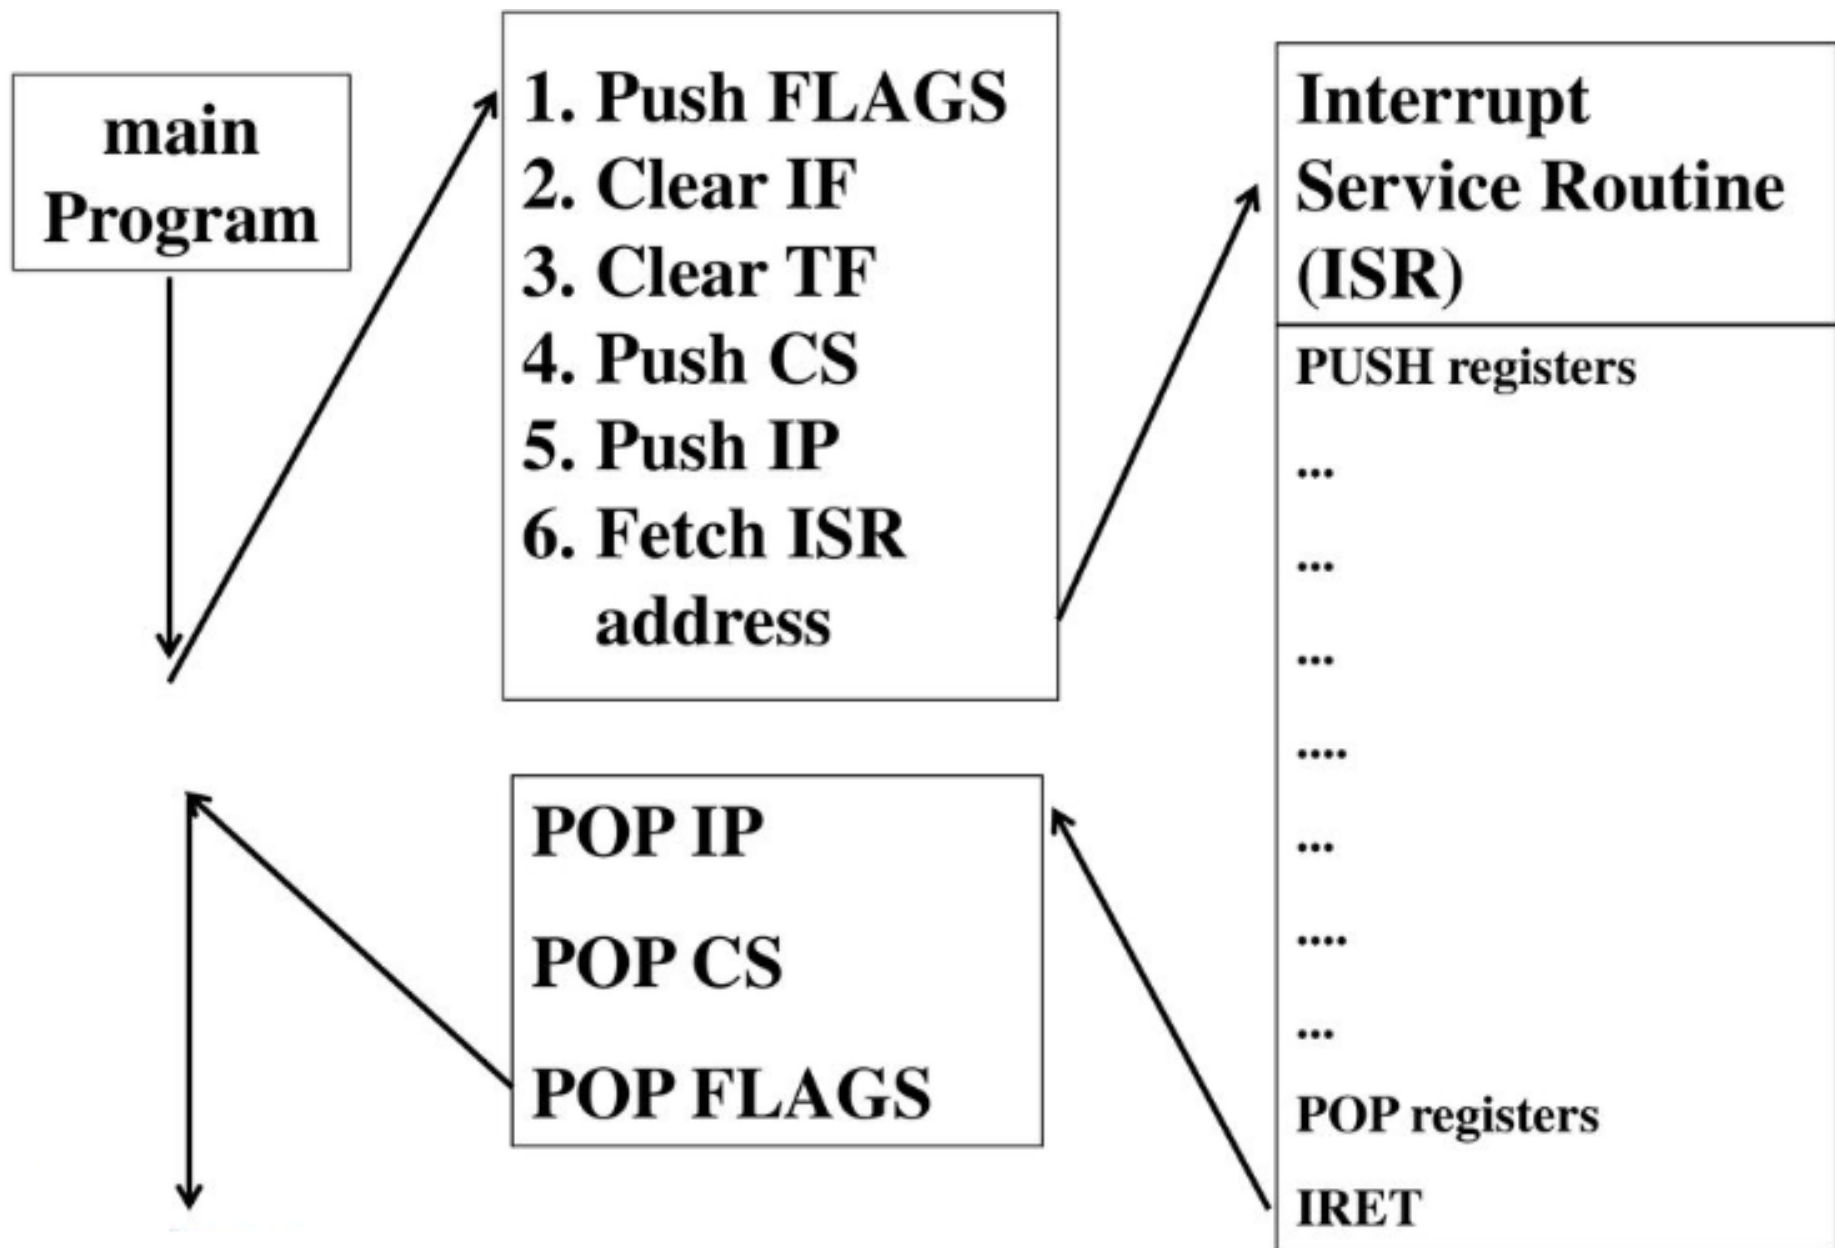 main
Program
1. Push FLAGS
2. Clear IF
3. Clear TF
4. Push CS
5. Push IP
6. Fetch ISR
address
Interrupt
Service Routine
(ISR)
PUSH registers
...
...
...
....
...
....
...
POP registers
IRET
POP IP
POP CS
POP FLAGS